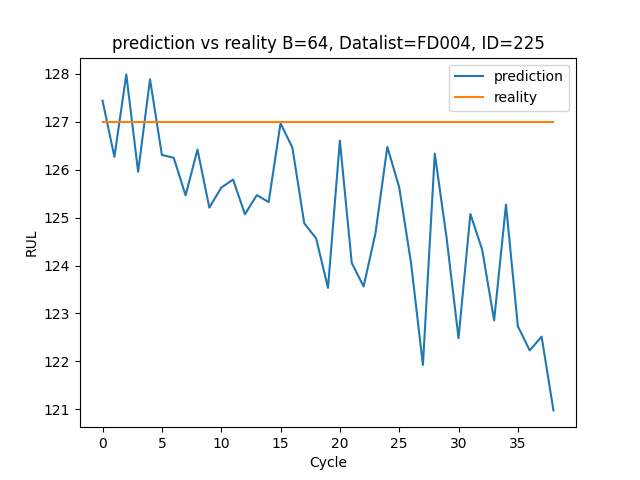 prediction vs reality B=64, Datalist=FD004, ID=225
prediction
reality
128
127
126
125
124
123
122
121
RUL
0 5 10 15 20 25 30 35
Cycle